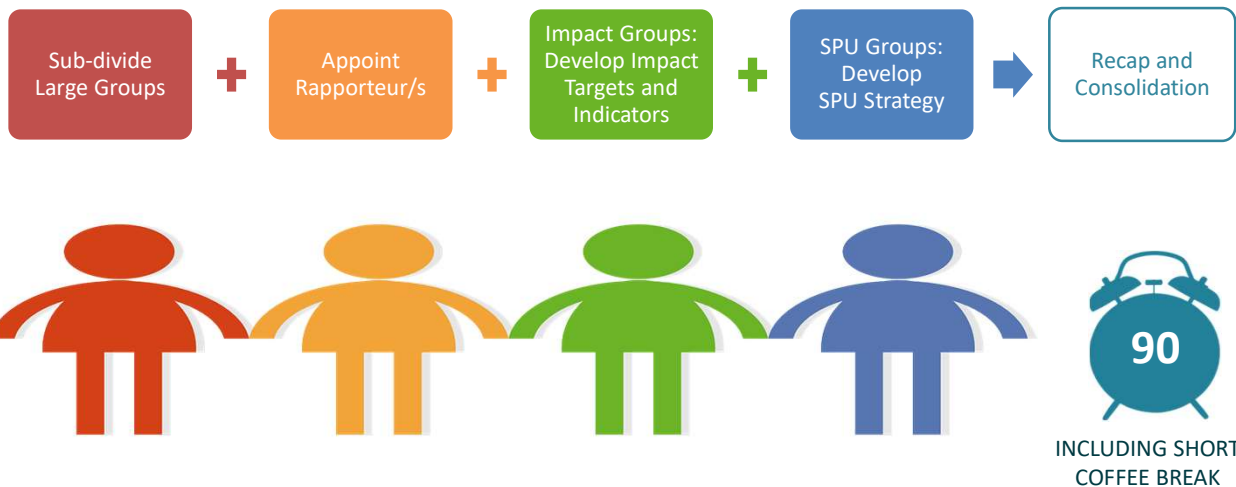 Sub-divide
Large Groups
Appoint
Rapporteur/s
Impact Groups:
Develop Impact
Targets and
Indicators
SPU Groups:
Develop
SPU Strategy
Recap and
Consolidation
90
INCLUDING SHORT
COFFEE BREAK